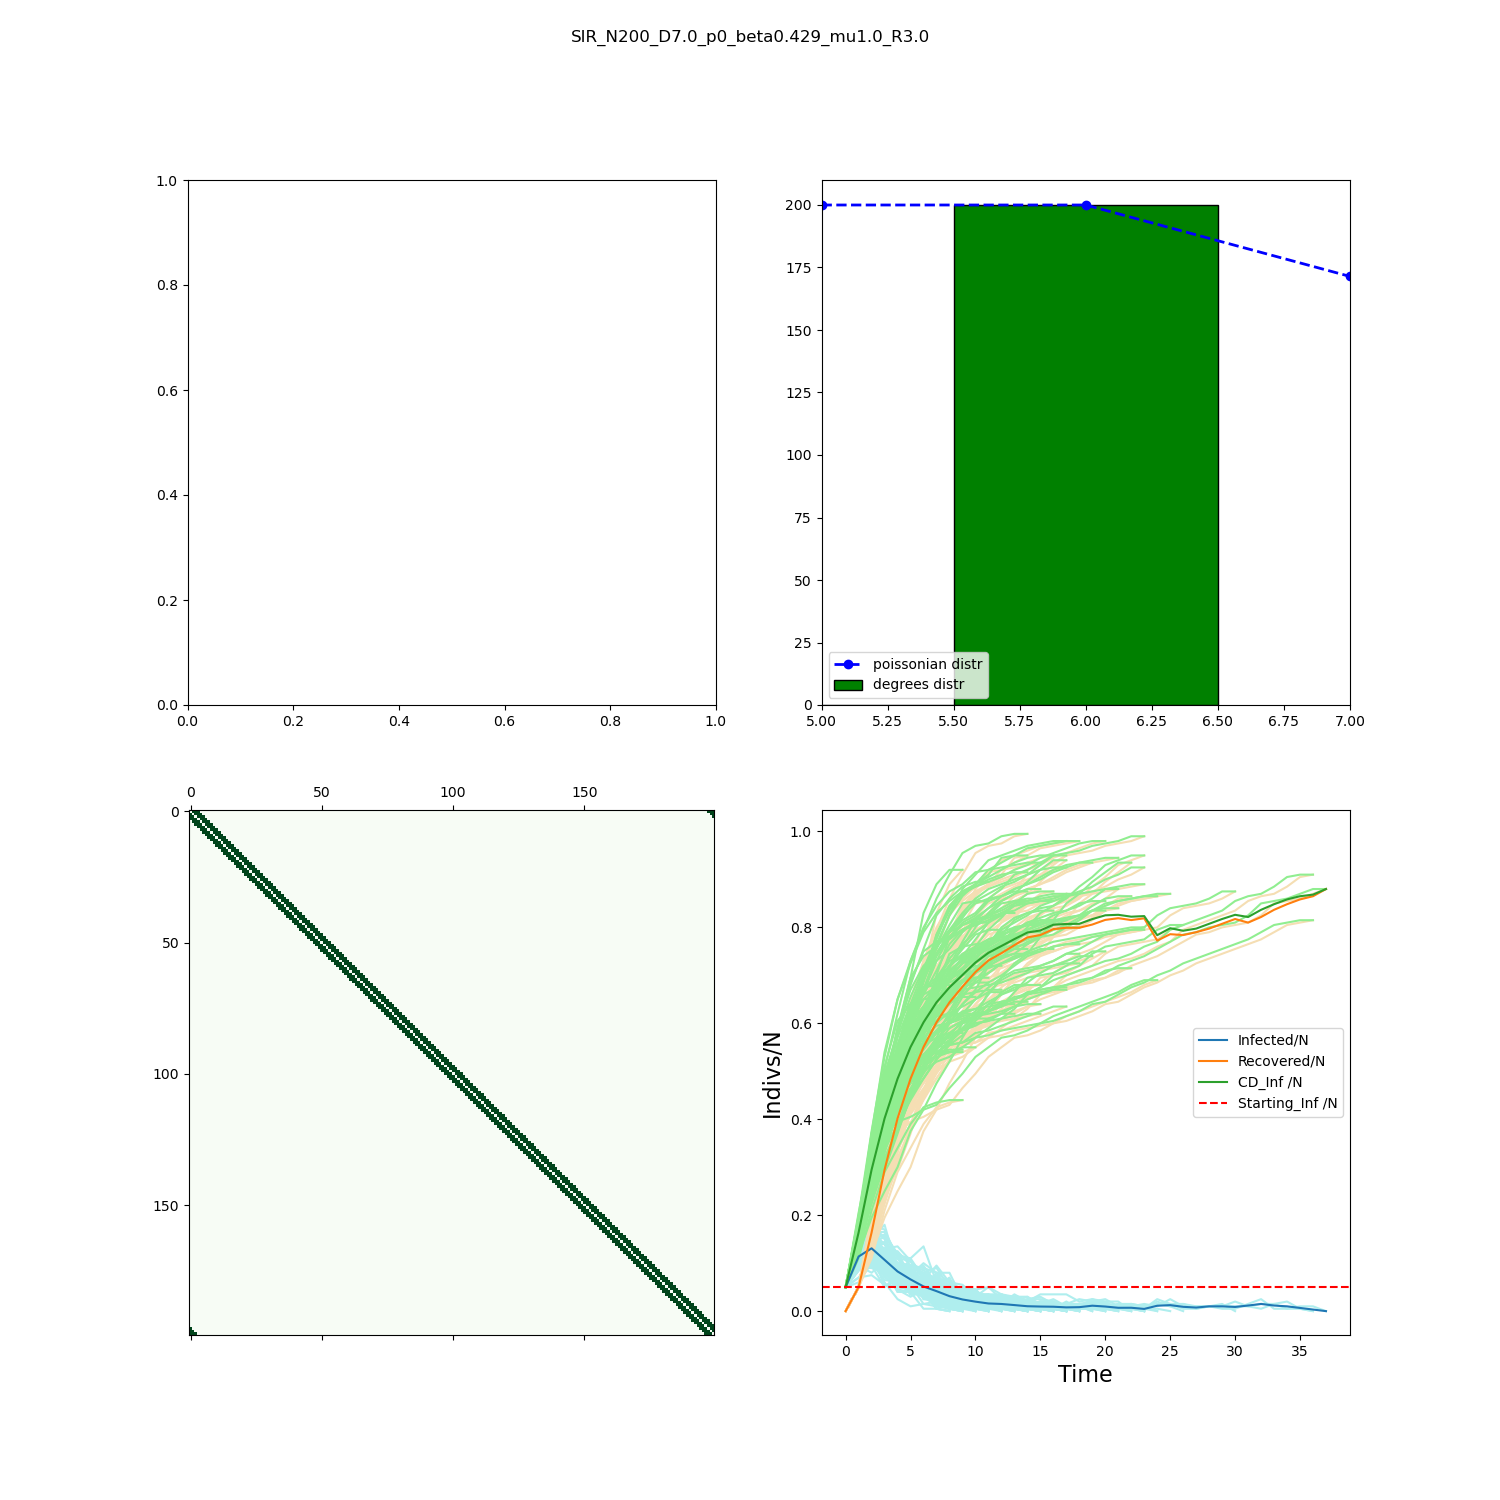 SIR_N200_D7.0_p0_beta0.429_mu1.0_R3.0
1.0
0.8
0.6
0.4
0.2
0.0
0.0 0.2 0.4 0.6 0.8 1.0
200
175
150
125
100
75
50
25
0
poissonian distr
degrees distr
5.00 5.25 5.50 5.75 6.00 6.25 6.50 6.75 7.00
0 50 100 150
0
50
100
150
Indivs/N
1.0
0.8
0.6
0.4
0.2
0.0
Infected/N
Recovered/N
CD_Inf /N
Starting_Inf /N
0 5 10 15 20 25 30 35
Time